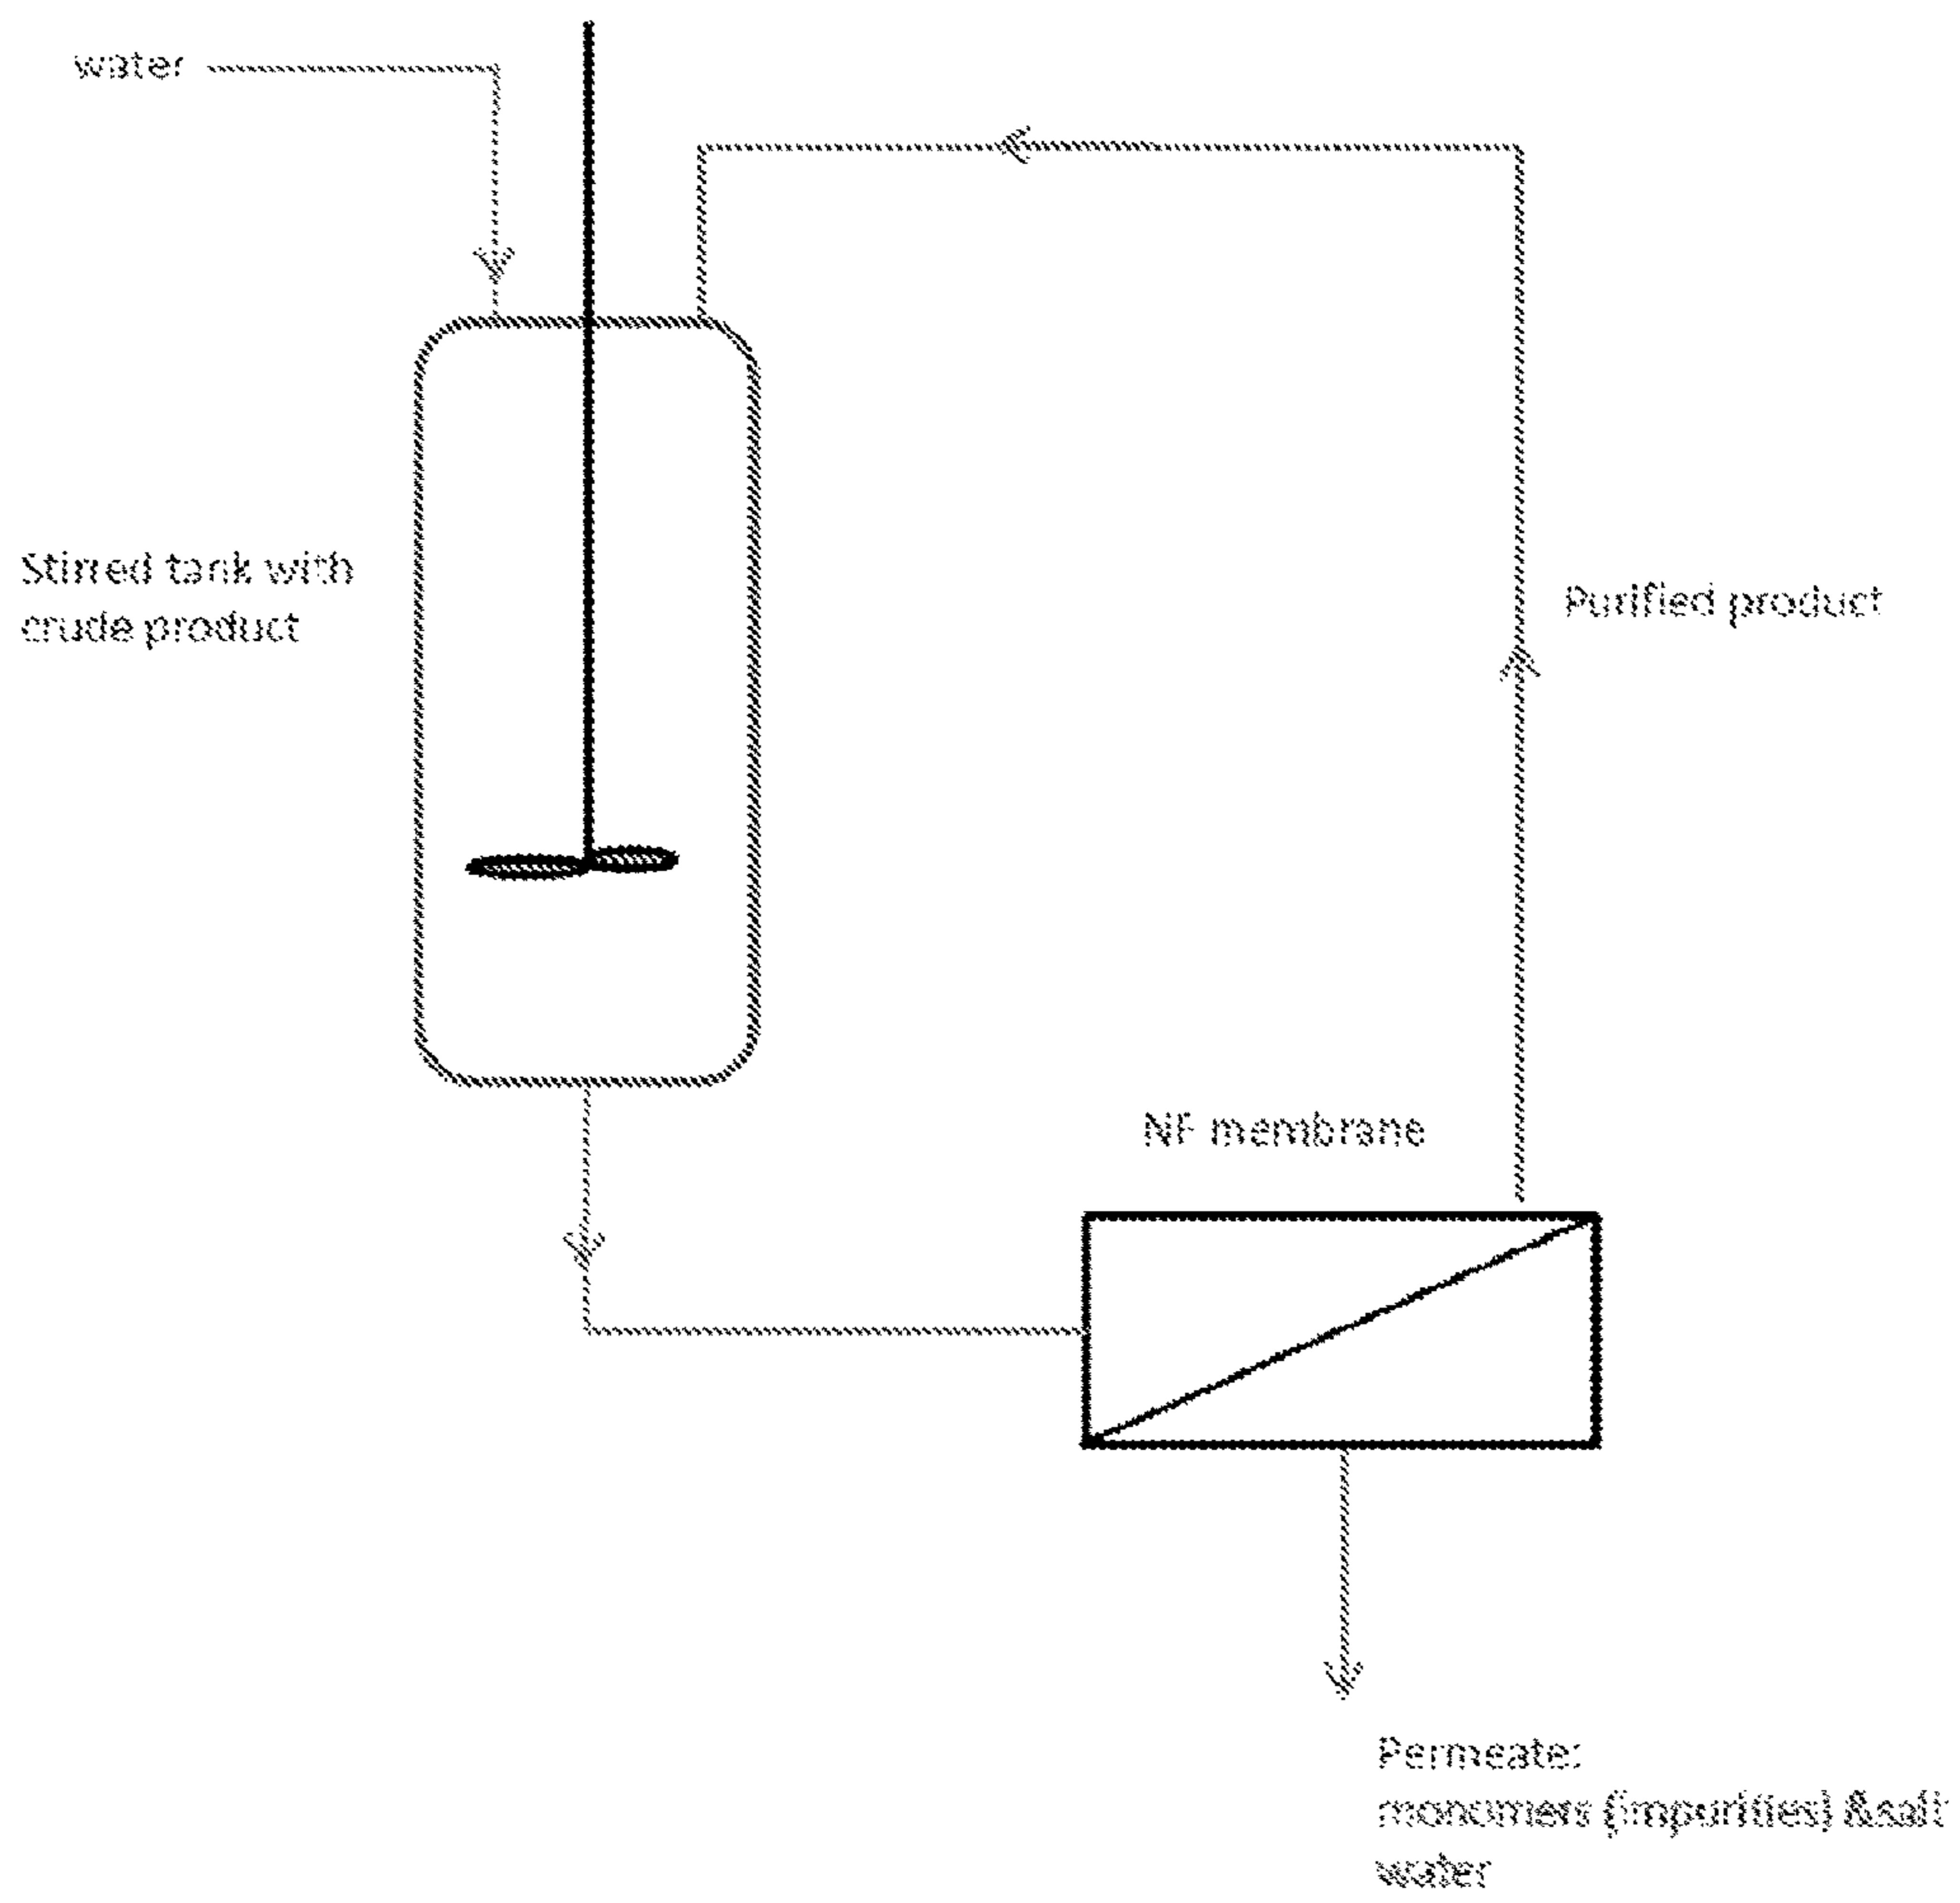 water
Stirred tank with
crude product
Purified product
NF membrane
Permeate:
monomers (impurities) &salt
water